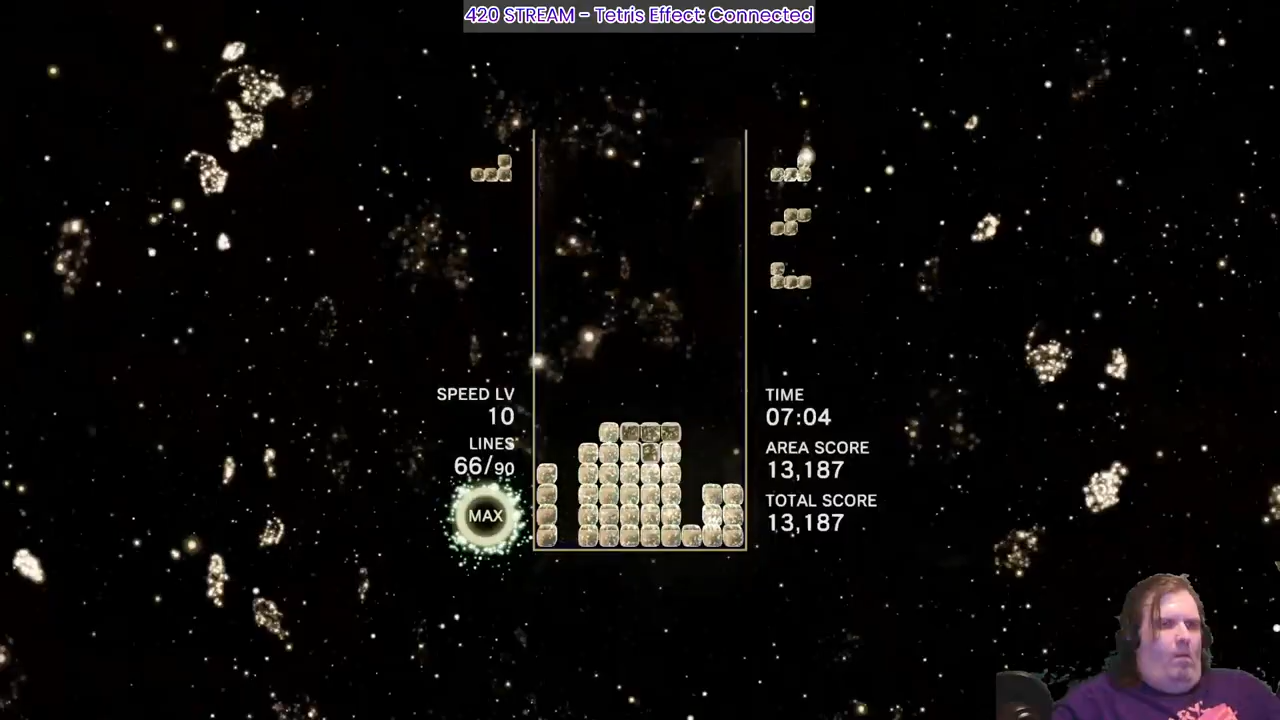 420 STREAM - Tetris Effect: Connected
SPEED LV
10
LINES
66/90
MAX
TIME
07:04
AREA SCORE
13,187
TOTAL SCORE
13,187